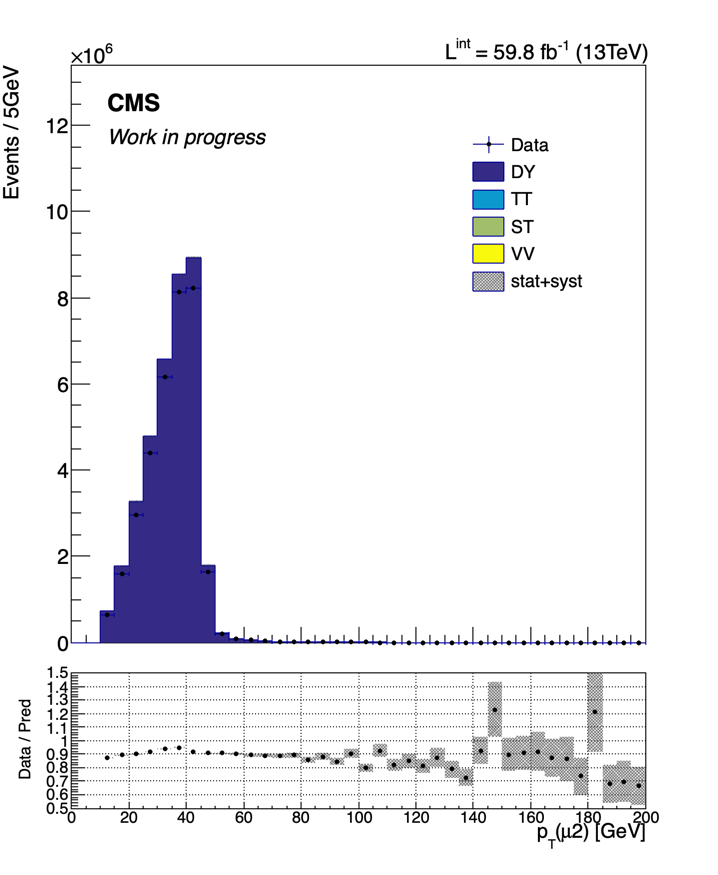 ×10⁶
Lⁱⁿᵗ = 59.8 fb⁻¹ (13TeV)
Events / 5GeV
CMS
Work in progress
Data
DY
TT
ST
VV
stat+syst
12
10
8
6
4
2
0
Data / Pred
1.5
1.4
1.3
1.2
1.1
1
0.9
0.8
0.7
0.6
0.5
0 20 40 60 80 100 120 140 160 180 200
p_T(μ2) [GeV]